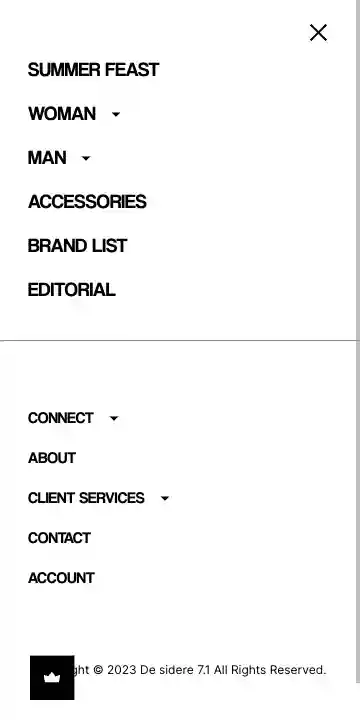 SUMMER FEAST
WOMAN
MAN
ACCESSORIES
BRAND LIST
EDITORIAL
CONNECT
ABOUT
CLIENT SERVICES
CONTACT
ACCOUNT
ght © 2023 De sidere 7.1 All Rights Reserved.